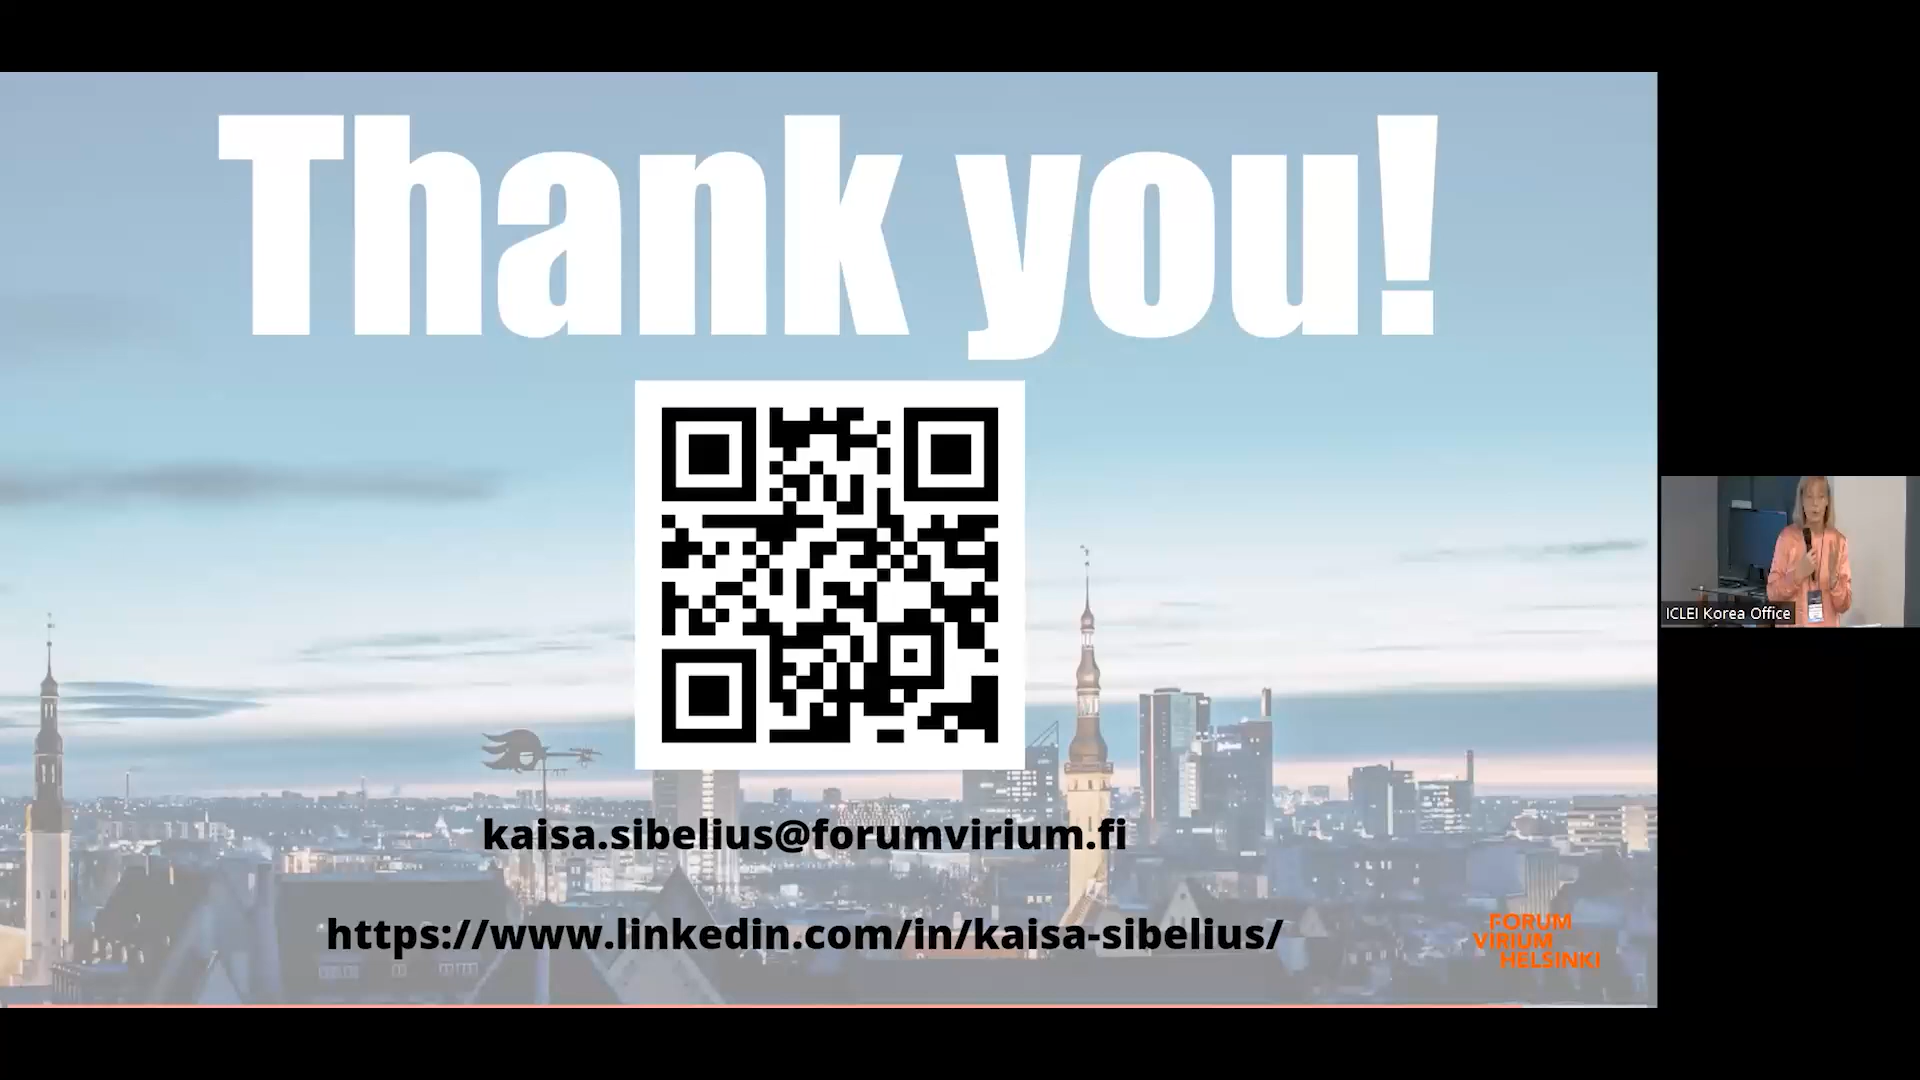 Thank you!
kaisa.sibelius@forumvirium.fi
https://www.linkedin.com/in/kaisa-sibelius/
FORUM
VIRIUM
HELSINKI
ICLEI Korea Office